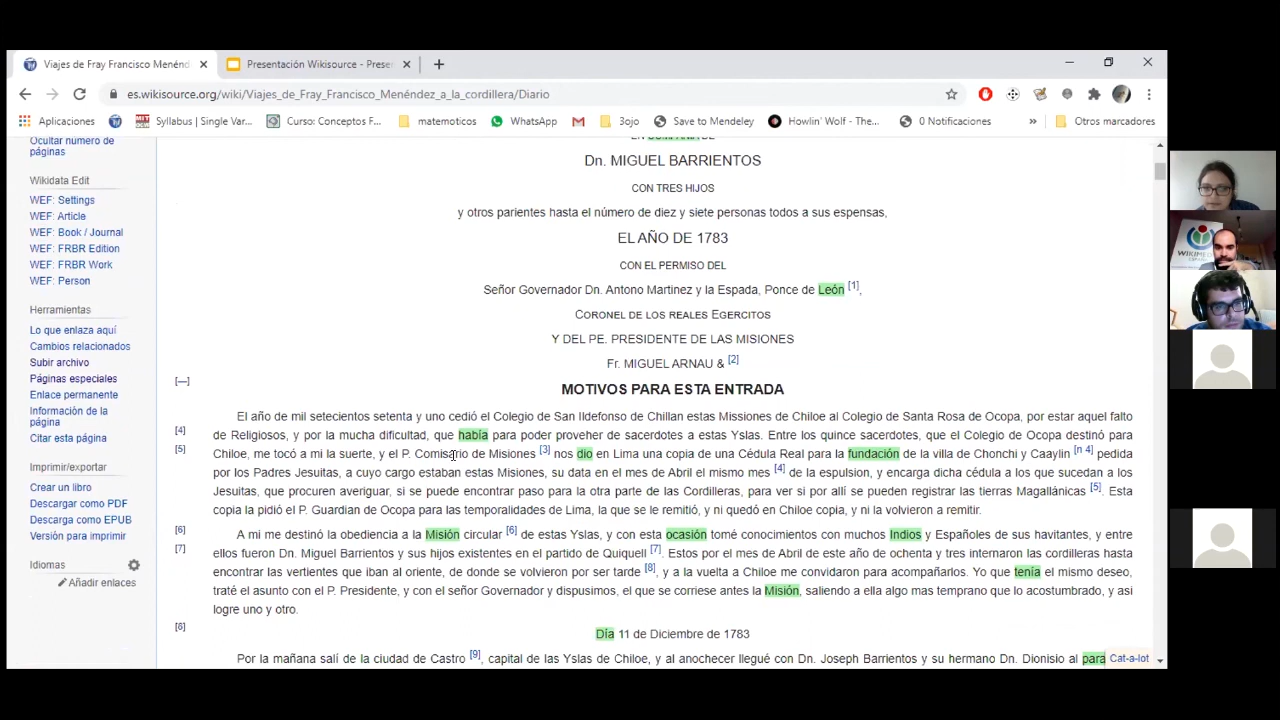 Viajes de Fray Francisco Menénd
Presentación Wikisource - Prese
es.wikisource.org/wiki/Viajes_de_Fray_Francisco_Menéndez_a_la_cordillera/Diario
Aplicaciones
MIT
Syllabus | Single Var...
Curso: Conceptos F...
matemoticos
WhatsApp
3ojo
Save to Mendeley
Howlin' Wolf - The...
0 Notificaciones
»
Otros marcadores
Ocultar número de
páginas
Wikidata Edit
WEF: Settings
WEF: Article
WEF: Book / Journal
WEF: FRBR Edition
WEF: FRBR Work
WEF: Person
Herramientas
Lo que enlaza aquí
Cambios relacionados
Subir archivo
Páginas especiales
Enlace permanente
Información de la
página
Citar esta página
Imprimir/exportar
Crear un libro
Descargar como PDF
Descarga como EPUB
Versión para imprimir
Idiomas
Añadir enlaces
Dn. MIGUEL BARRIENTOS
CON TRES HIJOS
y otros parientes hasta el número de diez y siete personas todos a sus espensas,
EL AÑO DE 1783
CON EL PERMISO DEL
Señor Governador Dn. Antono Martinez y la Espada, Ponce de León [1],
CORONEL DE LOS REALES EGERCITOS
Y DEL PE. PRESIDENTE DE LAS MISIONES
Fr. MIGUEL ARNAU & [2]
[—]
MOTIVOS PARA ESTA ENTRADA
El año de mil setecientos setenta y uno cedió el Colegio de San Ildefonso de Chillan estas Missiones de Chiloe al Colegio de Santa Rosa de Ocopa, por estar aquel falto
[4] de Religiosos, y por la mucha dificultad, que había para poder proveher de sacerdotes a estas Yslas. Entre los quince sacerdotes, que el Colegio de Ocopa destinó para
[5] Chiloe, me tocó a mi la suerte, y el P. Comisario de Misiones [3] nos dio en Lima una copia de una Cédula Real para la fundación de la villa de Chonchi y Caaylin [n 4] pedida
por los Padres Jesuitas, a cuyo cargo estaban estas Misiones, su data en el mes de Abril el mismo mes [4] de la espulsion, y encarga dicha cédula a los que sucedan a los
Jesuitas, que procuren averiguar, si se puede encontrar paso para la otra parte de las Cordilleras, para ver si por allí se pueden registrar las tierras Magallánicas [5]. Esta
copia la pidió el P. Guardian de Ocopa para las temporalidades de Lima, la que se le remitió, y ni quedó en Chiloe copia, y ni la volvieron a remitir.
[6] A mi me destinó la obediencia a la Misión circular [6] de estas Yslas, y con esta ocasión tomé conocimientos con muchos Indios y Españoles de sus havitantes, y entre
[7] ellos fueron Dn. Miguel Barrientos y sus hijos existentes en el partido de Quiquell [7]. Estos por el mes de Abril de este año de ochenta y tres internaron las cordilleras hasta
encontrar las vertientes que iban al oriente, de donde se volvieron por ser tarde [8], y a la vuelta a Chiloe me convidaron para acompañarlos. Yo que tenía el mismo deseo,
traté el asunto con el P. Presidente, y con el señor Governador y dispusimos, el que se corriese antes la Misión, saliendo a ella algo mas temprano que lo acostumbrado, y asi
logre uno y otro.
[6]
Día 11 de Diciembre de 1783
Por la mañana salí de la ciudad de Castro [9], capital de las Yslas de Chiloe, y al anochecer llegué con Dn. Joseph Barrientos y su hermano Dn. Dionisio al para
Cat-a-lot
WIKIMEDIA